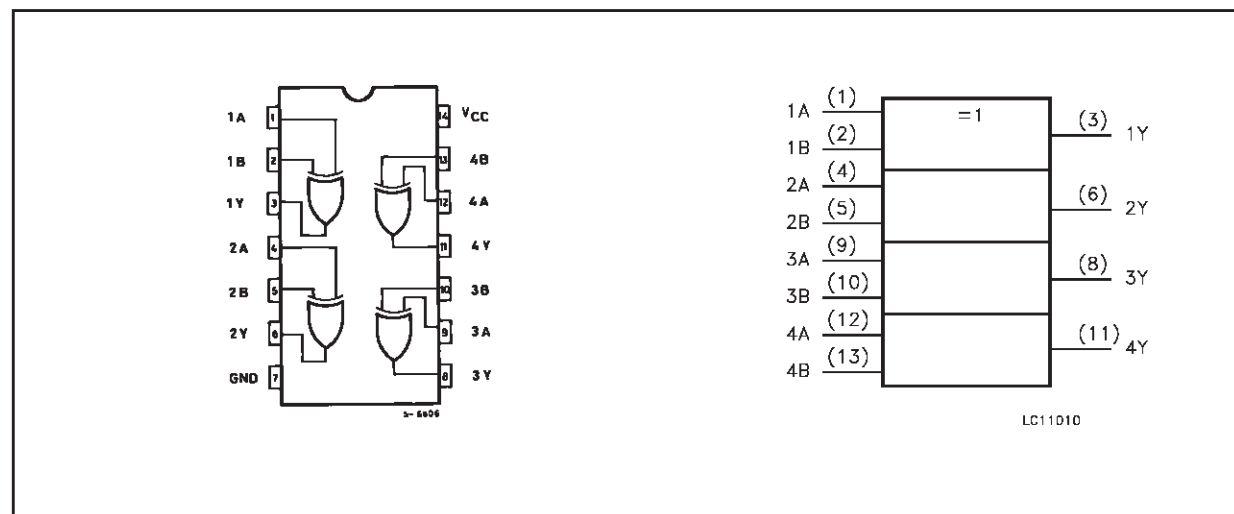 1A 1 14 VCC
1B 2 13 4B
1Y 3 12 4A
2A 4 11 4Y
2B 5 10 3B
2Y 6 9 3A
GND 7 8 3Y
S-6606
=1
1A (1)
1B (2)
2A (4)
2B (5)
3A (9)
3B (10)
4A (12)
4B (13)
(3) 1Y
(6) 2Y
(8) 3Y
(11) 4Y
LC11010